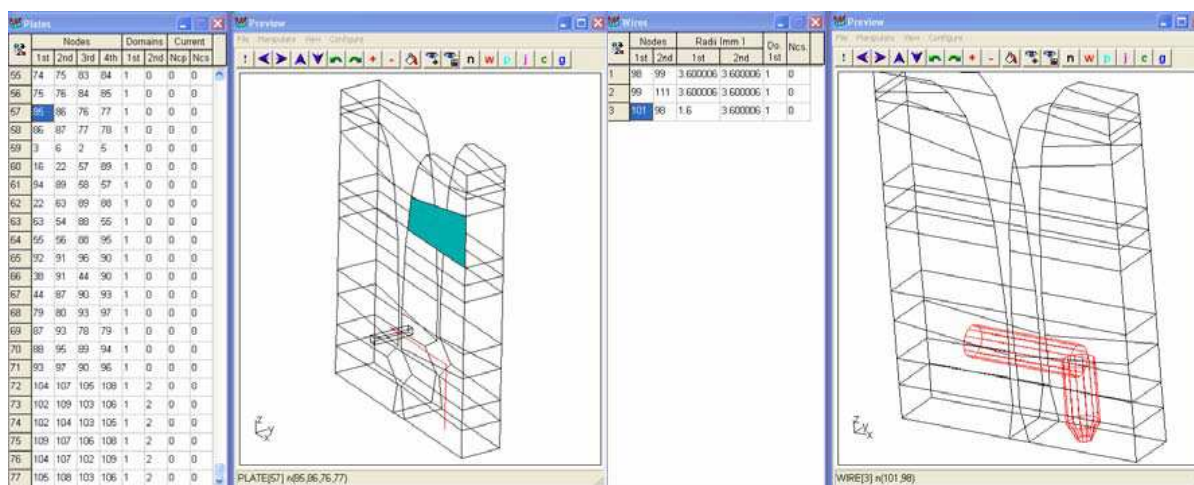 Plates
Nodes Domains Current
1st 2nd 3rd 4th 1st 2nd Ncp Ncs
55 74 75 83 84 1 0 0 0
56 75 76 84 85 1 0 0 0
57 95 86 76 77 1 0 0 0
58 86 87 77 78 1 0 0 0
59 3 6 2 5 1 0 0 0
60 16 22 57 89 1 0 0 0
61 94 89 58 57 1 0 0 0
62 22 63 89 88 1 0 0 0
63 63 54 88 55 1 0 0 0
64 55 56 88 95 1 0 0 0
65 92 91 96 90 1 0 0 0
66 38 91 44 90 1 0 0 0
67 44 87 90 93 1 0 0 0
68 79 80 93 97 1 0 0 0
69 87 93 78 79 1 0 0 0
70 88 95 89 94 1 0 0 0
71 93 97 90 96 1 0 0 0
72 104 107 105 108 1 2 0 0
73 102 109 103 106 1 2 0 0
74 102 104 103 105 1 2 0 0
75 109 107 106 108 1 2 0 0
76 104 107 102 109 1 2 0 0
77 105 108 103 106 1 2 0 0
Preview
File Manipulate View Configure
! + - n w p j c g
z
y
x
PLATE[57] n(95,86,76,77)
Wires
Nodes Radii [mm] Do. Ncs.
1st 2nd 1st 2nd 1st
1 98 99 3.600006 3.600006 1 0
2 99 111 3.600006 3.600006 1 0
3 101 98 1.6 3.600006 1 0
Preview
File Manipulate View Configure
! + - n w p j c g
z
y
x
WIRE[3] n(101,98)